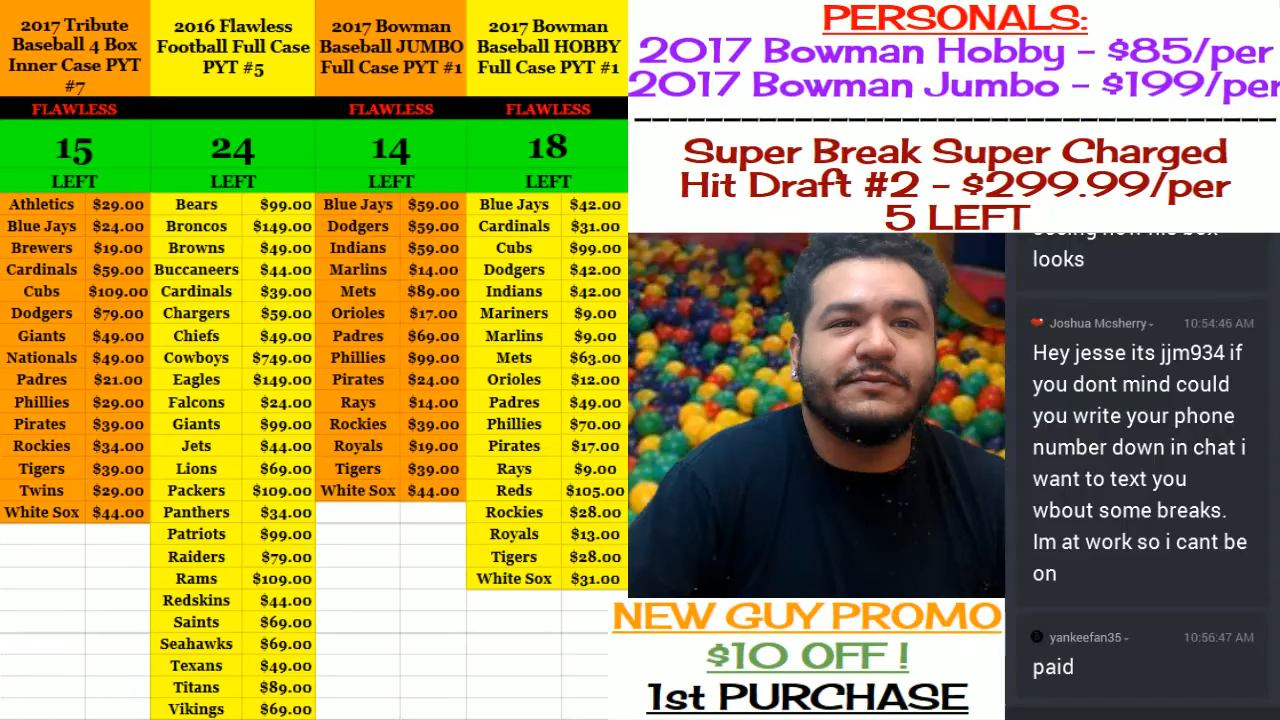 2017 Tribute
Baseball 4 Box
Inner Case PYT
#7
FLAWLESS
15
LEFT
Athletics $29.00
Blue Jays $24.00
Brewers $19.00
Cardinals $59.00
Cubs $109.00
Dodgers $79.00
Giants $49.00
Nationals $49.00
Padres $21.00
Phillies $29.00
Pirates $39.00
Rockies $34.00
Tigers $39.00
Twins $29.00
White Sox $44.00
2016 Flawless
Football Full Case
PYT #5
24
LEFT
Bears $99.00
Broncos $149.00
Browns $49.00
Buccaneers $44.00
Cardinals $39.00
Chargers $59.00
Chiefs $49.00
Cowboys $749.00
Eagles $149.00
Falcons $24.00
Giants $99.00
Jets $44.00
Lions $69.00
Packers $109.00
Panthers $34.00
Patriots $99.00
Raiders $79.00
Rams $109.00
Redskins $44.00
Saints $69.00
Seahawks $69.00
Texans $49.00
Titans $89.00
Vikings $69.00
2017 Bowman
Baseball JUMBO
Full Case PYT #1
FLAWLESS
14
LEFT
Blue Jays $59.00
Dodgers $59.00
Indians $59.00
Marlins $14.00
Mets $89.00
Orioles $17.00
Padres $69.00
Phillies $99.00
Pirates $24.00
Rays $14.00
Rockies $39.00
Royals $19.00
Tigers $39.00
White Sox $44.00
2017 Bowman
Baseball HOBBY
Full Case PYT #1
FLAWLESS
18
LEFT
Blue Jays $42.00
Cardinals $31.00
Cubs $99.00
Dodgers $42.00
Indians $42.00
Mariners $9.00
Marlins $9.00
Mets $63.00
Orioles $12.00
Padres $49.00
Phillies $70.00
Pirates $17.00
Rays $9.00
Reds $105.00
Rockies $28.00
Royals $13.00
Tigers $28.00
White Sox $31.00
PERSONALS:
2017 Bowman Hobby - $85/per
2017 Bowman Jumbo - $199/per
Super Break Super Charged
Hit Draft #2 - $299.99/per
5 LEFT
looks
Joshua Mcsherry 10:54:46 AM
Hey jesse its jjm934 if
you dont mind could
you write your phone
number down in chat i
want to text you
wbout some breaks.
Im at work so i cant be
on
yankeefan35 10:56:47 AM
paid
NEW GUY PROMO
$10 OFF !
1st PURCHASE